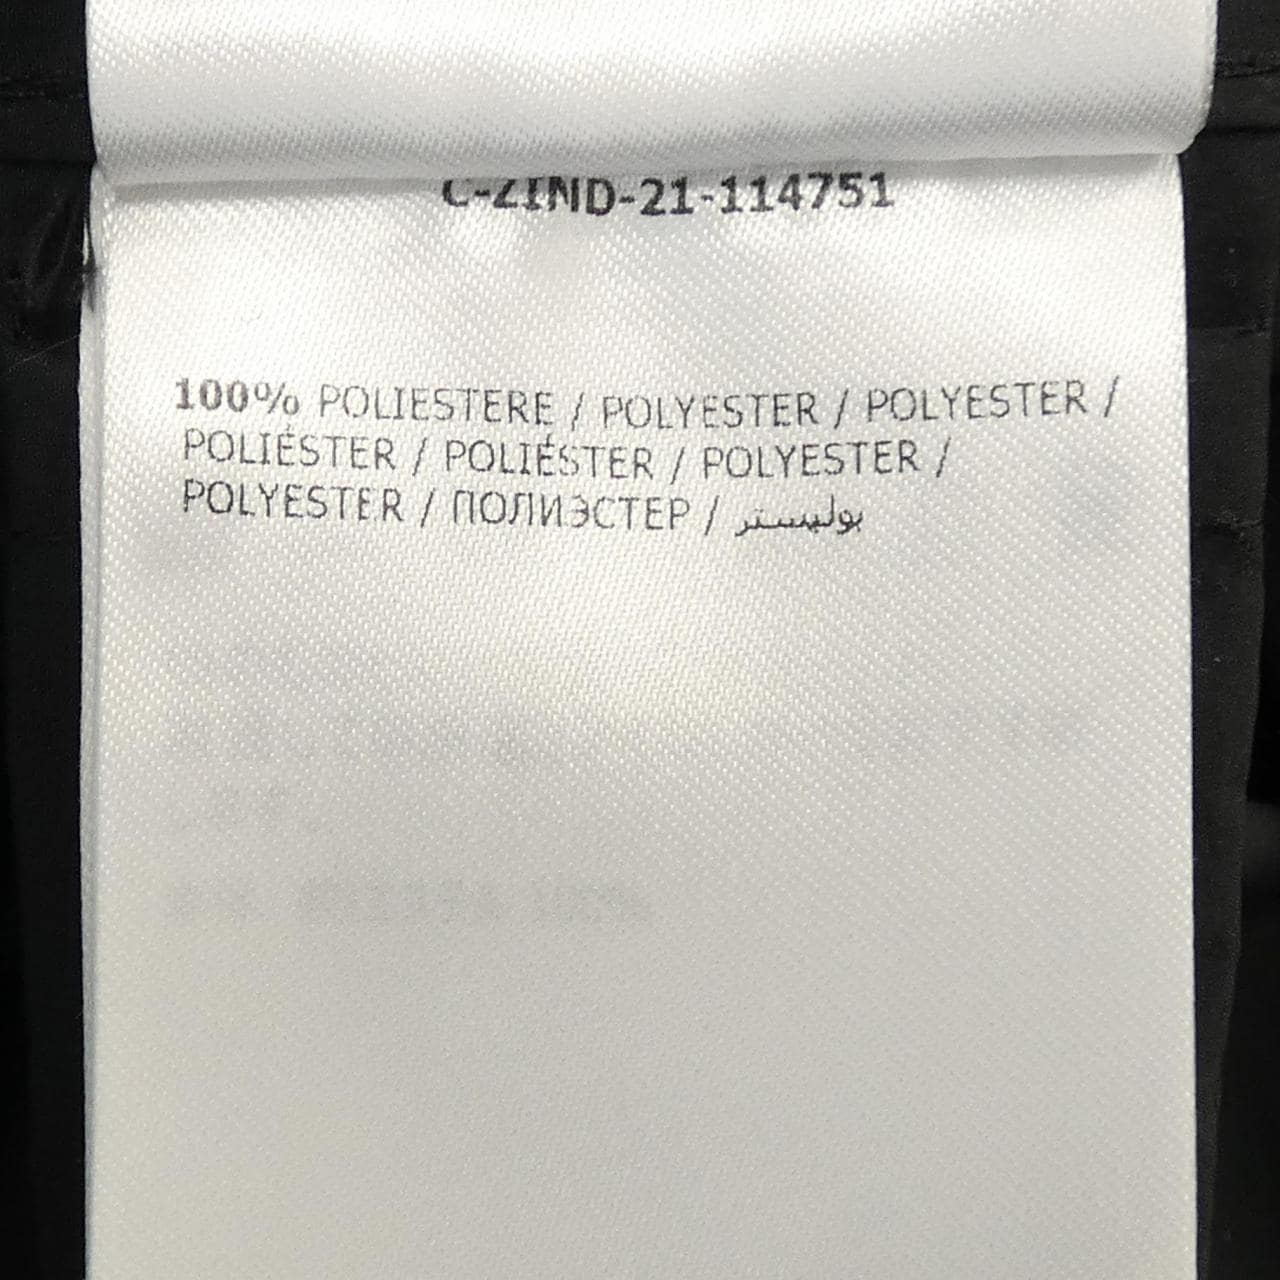 C-ZIND-21-114751
100% POLIESTERE / POLYESTER / POLYESTER /
POLIÉSTER / POLIÉSTER / POLYESTER /
POLYESTER / ПОЛИЭСТЕР / بوليستر